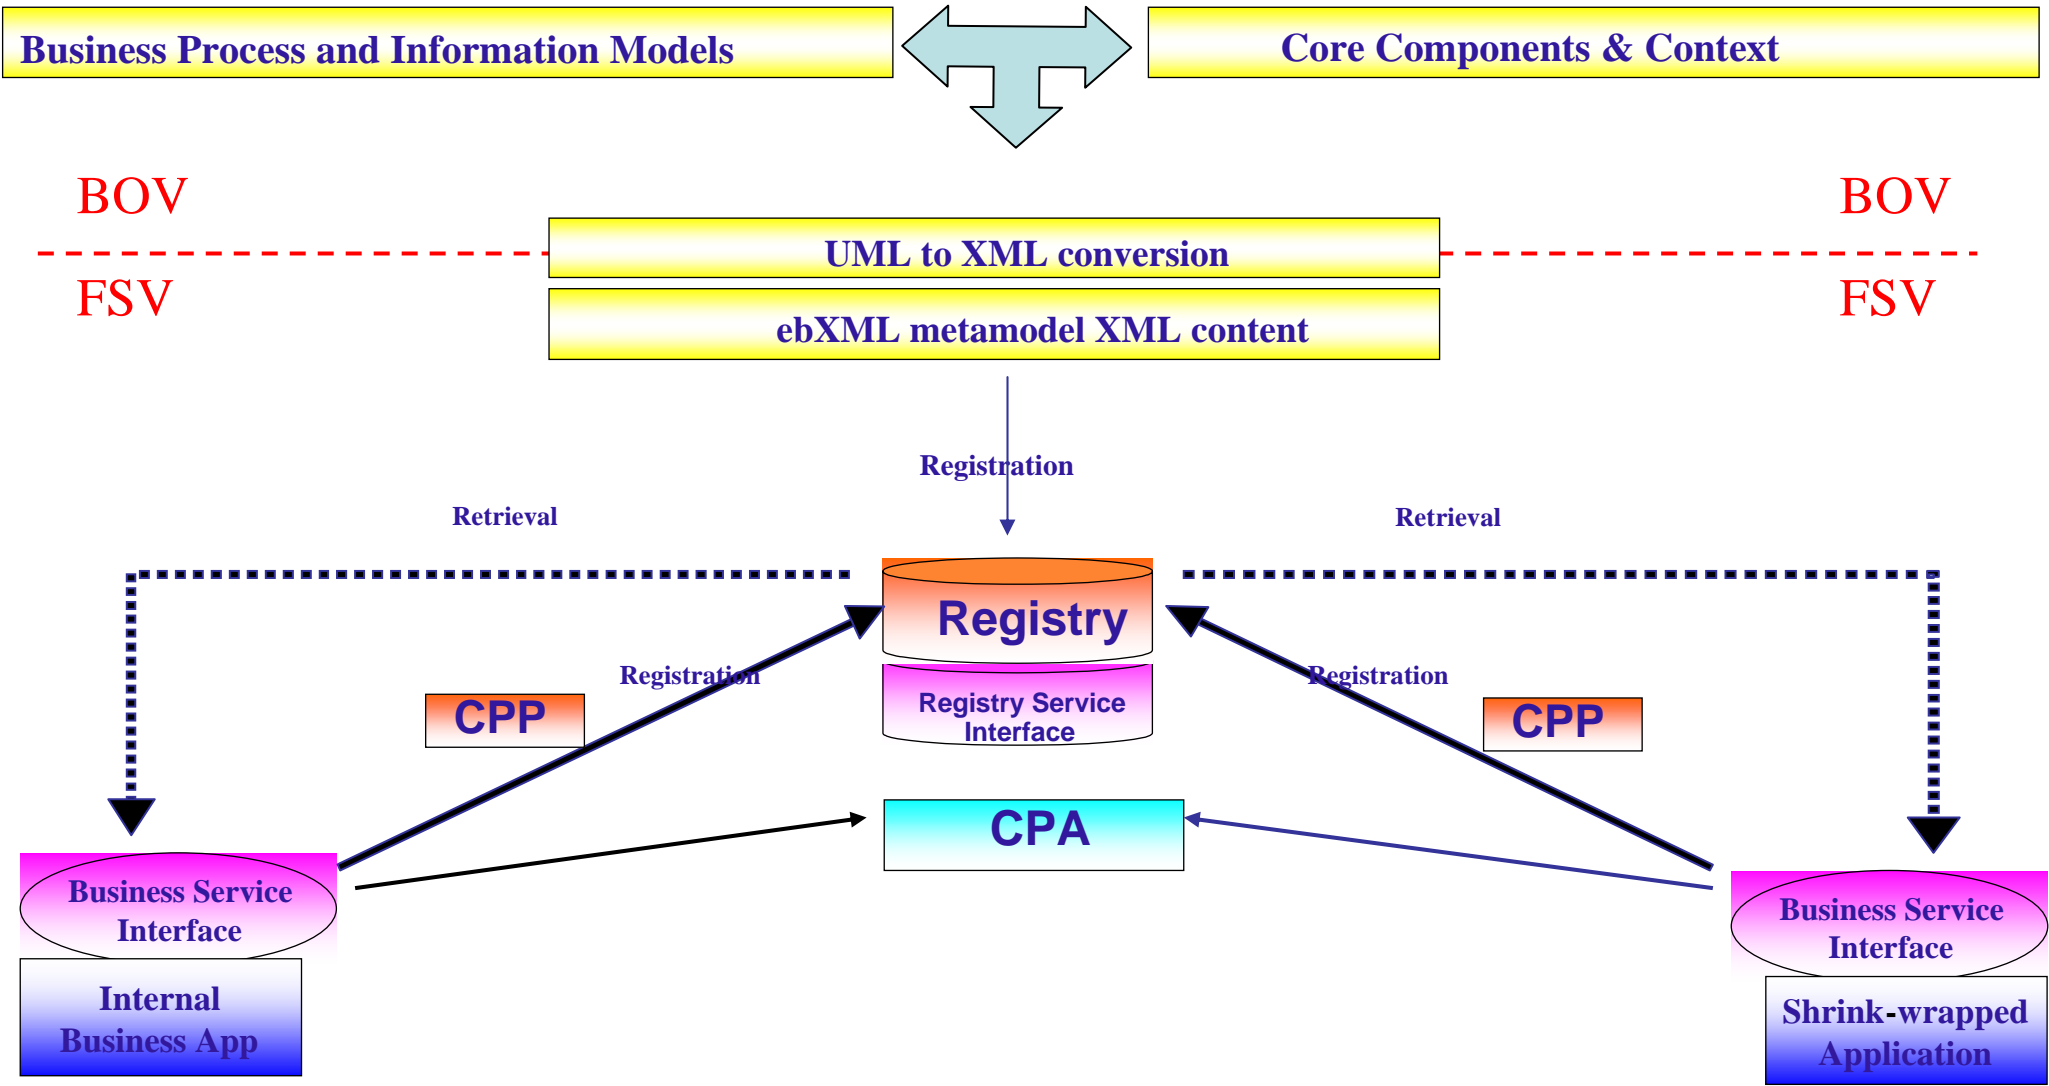 Business Process and Information Models
Core Components & Context
BOV
BOV
UML to XML conversion
FSV
FSV
ebXML metamodel XML content
Registration
Retrieval
Retrieval
Registry
Registration
Registration
CPP
Registry Service
Interface
CPP
CPA
Business Service
Interface
Business Service
Interface
Internal
Business App
Shrink-wrapped
Application